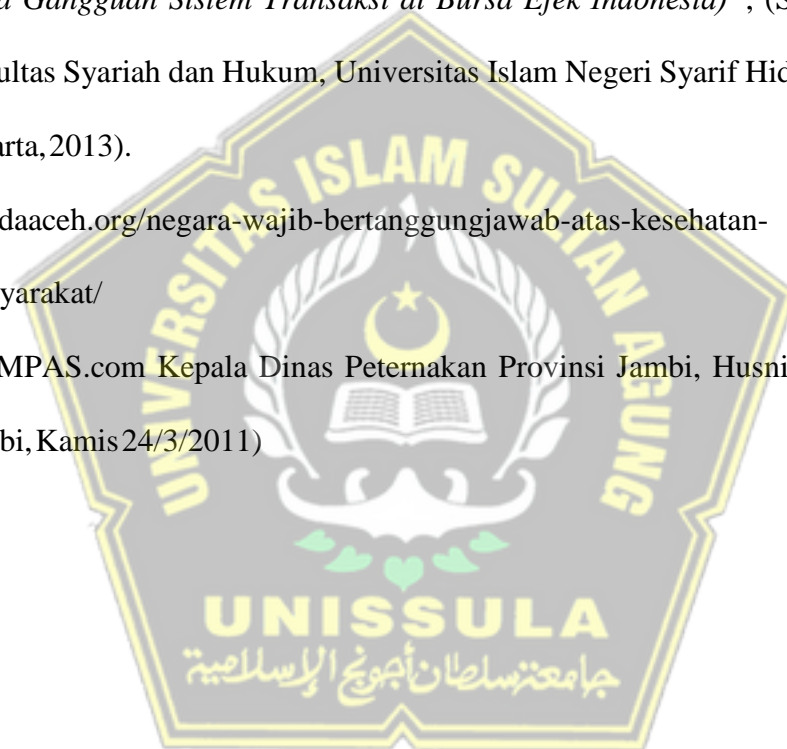 a Gangguan Sistem Transaksi di Bursa Efek Indonesia)", (S
ultas Syariah dan Hukum, Universitas Islam Negeri Syarif Hid
arta, 2013).
daaceh.org/negara-wajib-bertanggungjawab-atas-kesehatan-
yarakat/
MPAS.com Kepala Dinas Peternakan Provinsi Jambi, Husni
bi, Kamis 24/3/2011)
UNIVERSITAS ISLAM SULTAN AGUNG
UNISSULA
جامعة سلطان أجونج الإسلامية